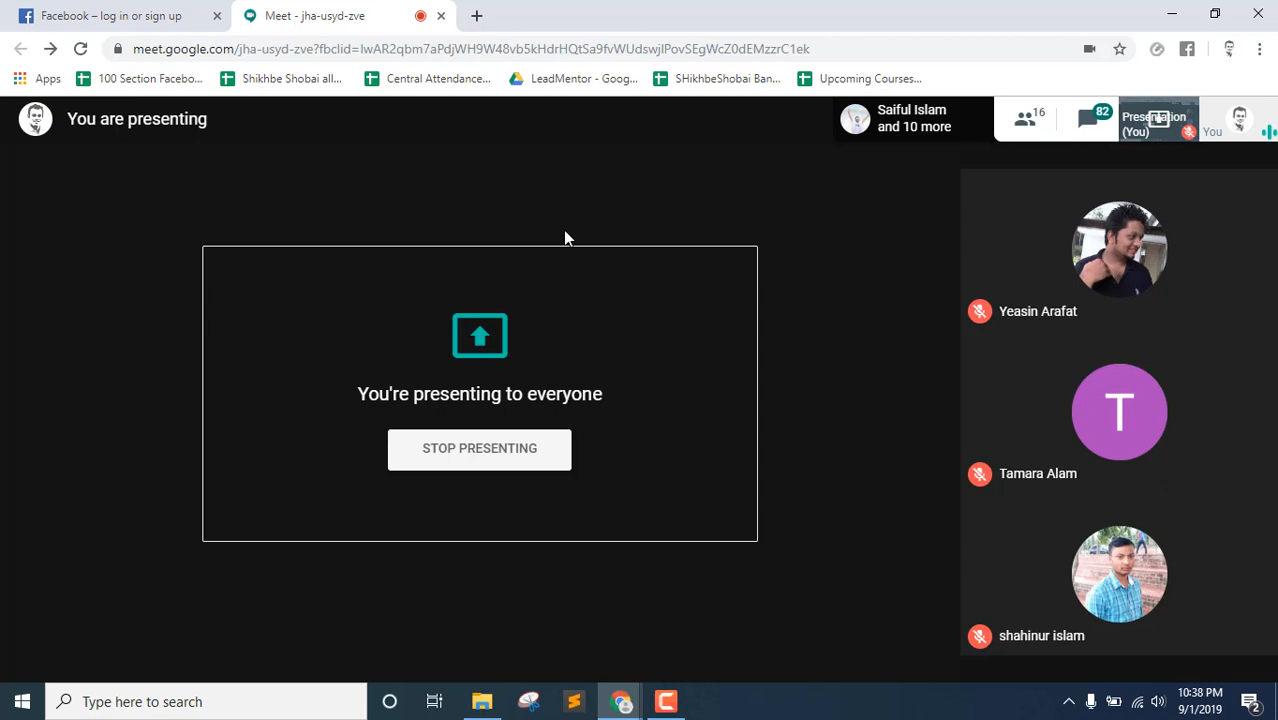 Facebook – log in or sign up
Meet - jha-usyd-zve
meet.google.com/jha-usyd-zve?fbclid=IwAR2qbm7aPdjWH9W48vb5kHdrHQtSa9fvWUdswjIPovSEgWcZ0dEMzzrC1ek
Apps
100 Section Facebo...
Shikhbe Shobai all...
Central Attendance...
LeadMentor - Goog...
SHikhbeShobai Ban...
Upcoming Courses...
You are presenting
Saiful Islam
and 10 more
16
82
Presentation
(You)
You
You're presenting to everyone
STOP PRESENTING
Yeasin Arafat
T
Tamara Alam
shahinur islam
Type here to search
10:38 PM
9/1/2019
2